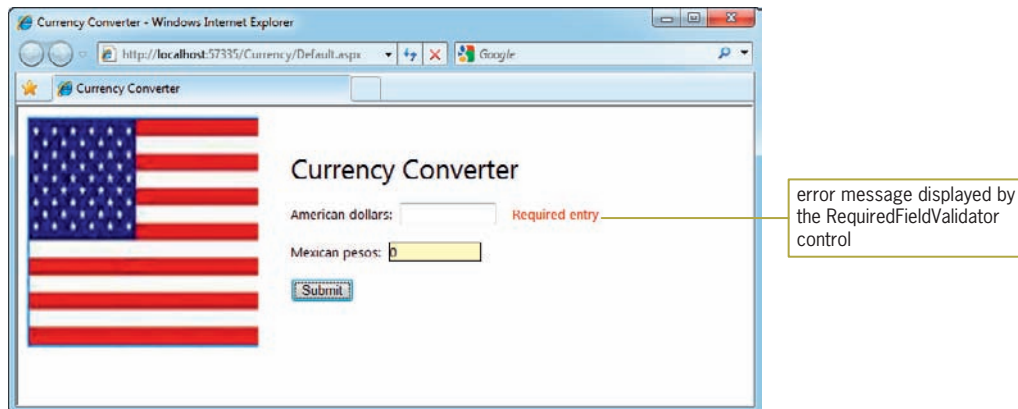 Currency Converter - Windows Internet Explorer
http://localhost:57335/Currency/Default.aspx
Google
Currency Converter
Currency Converter
American dollars:
Required entry
Mexican pesos: 0
Submit
error message displayed by
the RequiredFieldValidator
control